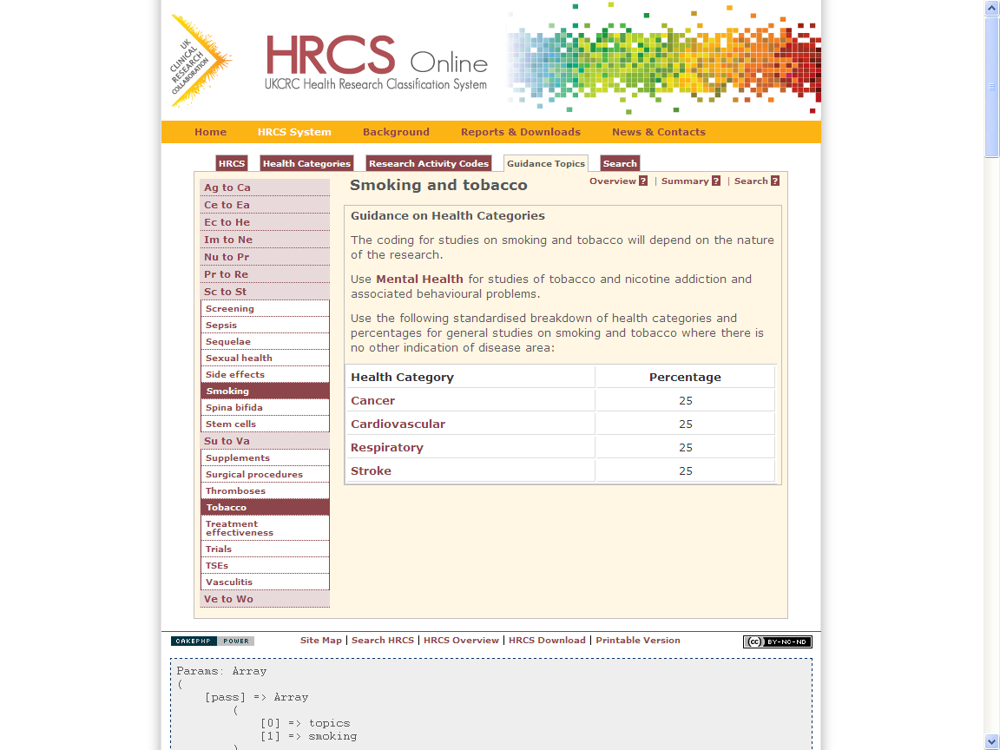 UK
CLINICAL
RESEARCH
COLLABORATION
HRCS Online
UKCRC Health Research Classification System
Home HRCS System Background Reports & Downloads News & Contacts
HRCS Health Categories Research Activity Codes Guidance Topics Search
Overview ? | Summary ? | Search ?
Ag to Ca
Ce to Ea
Ec to He
Im to Ne
Nu to Pr
Pr to Re
Sc to St
Screening
Sepsis
Sequelae
Sexual health
Side effects
Smoking
Spina bifida
Stem cells
Su to Va
Supplements
Surgical procedures
Thromboses
Tobacco
Treatment
effectiveness
Trials
TSEs
Vasculitis
Ve to Wo
Smoking and tobacco
Guidance on Health Categories
The coding for studies on smoking and tobacco will depend on the nature
of the research.
Use Mental Health for studies of tobacco and nicotine addiction and
associated behavioural problems.
Use the following standardised breakdown of health categories and
percentages for general studies on smoking and tobacco where there is
no other indication of disease area:
Health Category Percentage
Cancer 25
Cardiovascular 25
Respiratory 25
Stroke 25
CAKEPHP POWER
Site Map | Search HRCS | HRCS Overview | HRCS Download | Printable Version
cc BY-NC-ND
Params: Array
(
[pass] => Array
(
[0] => topics
[1] => smoking
)